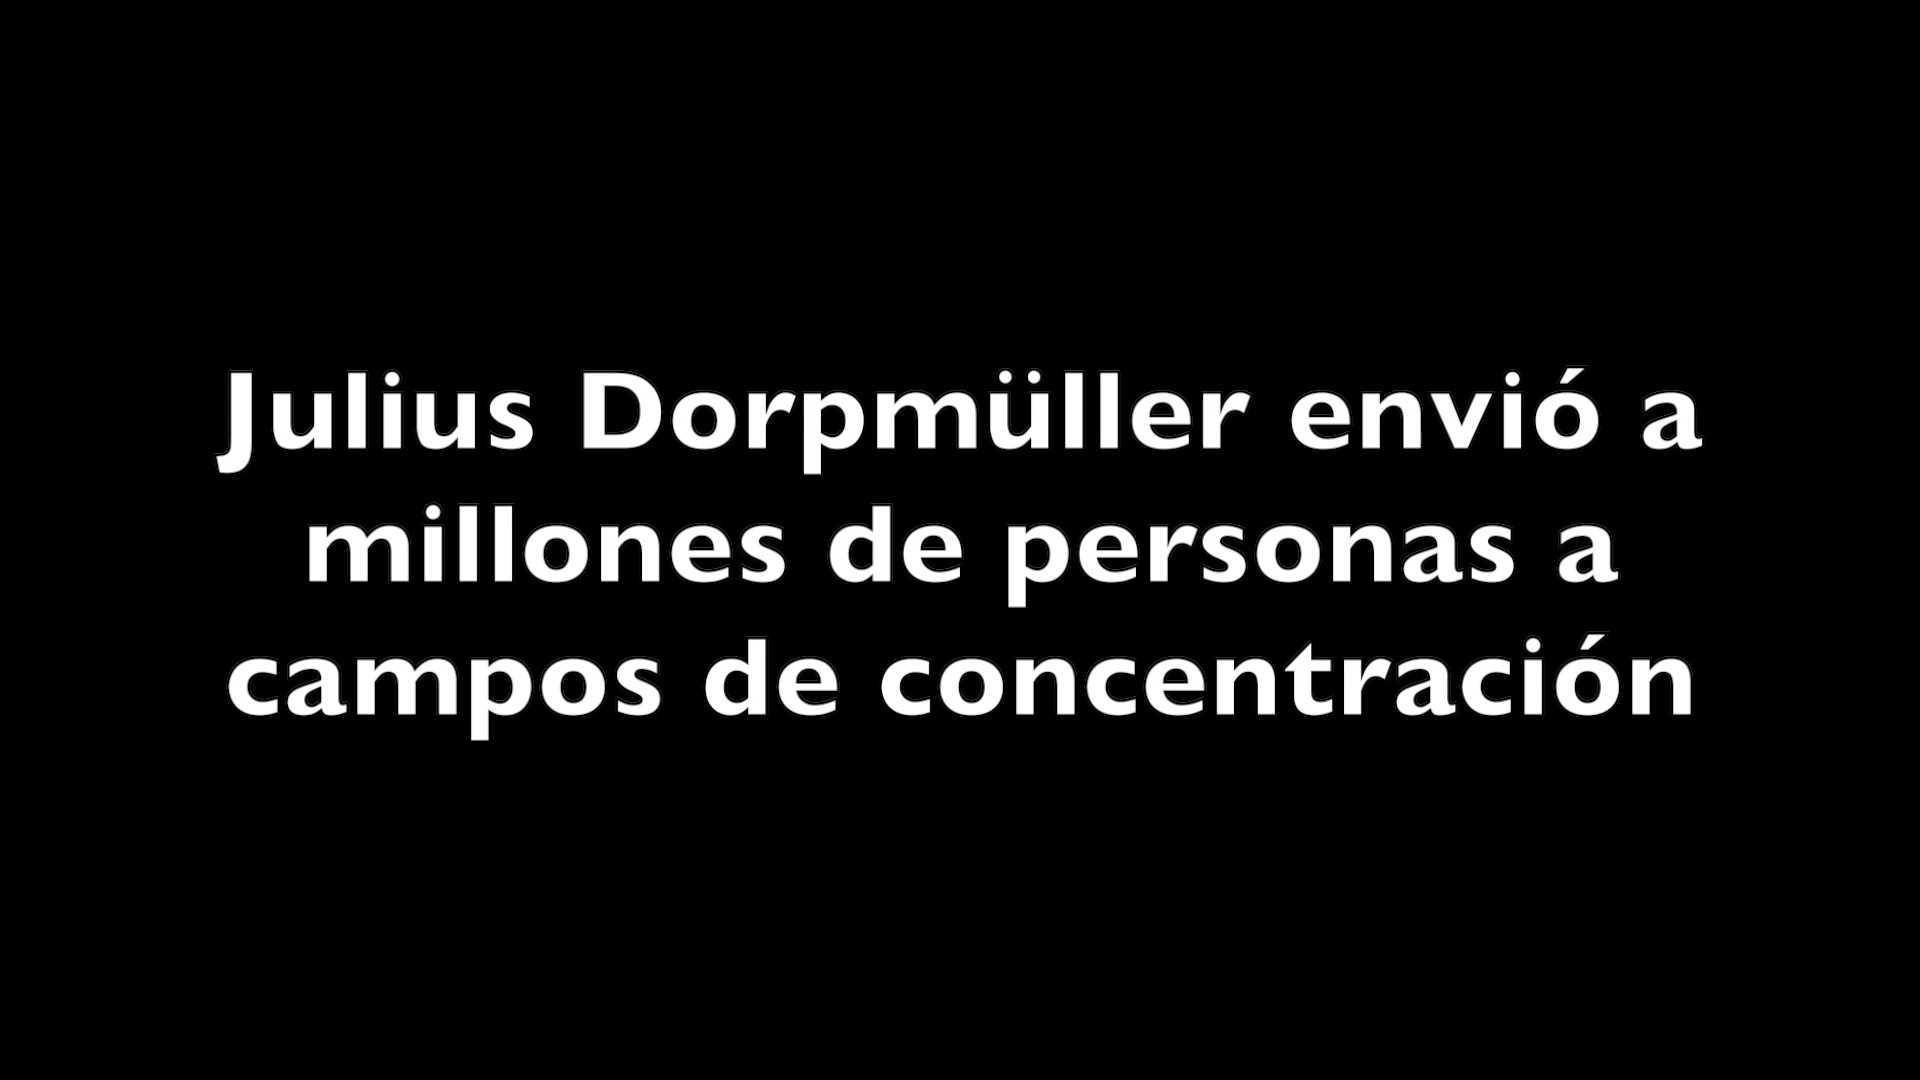 Julius Dorpmüller envió a
millones de personas a
campos de concentración